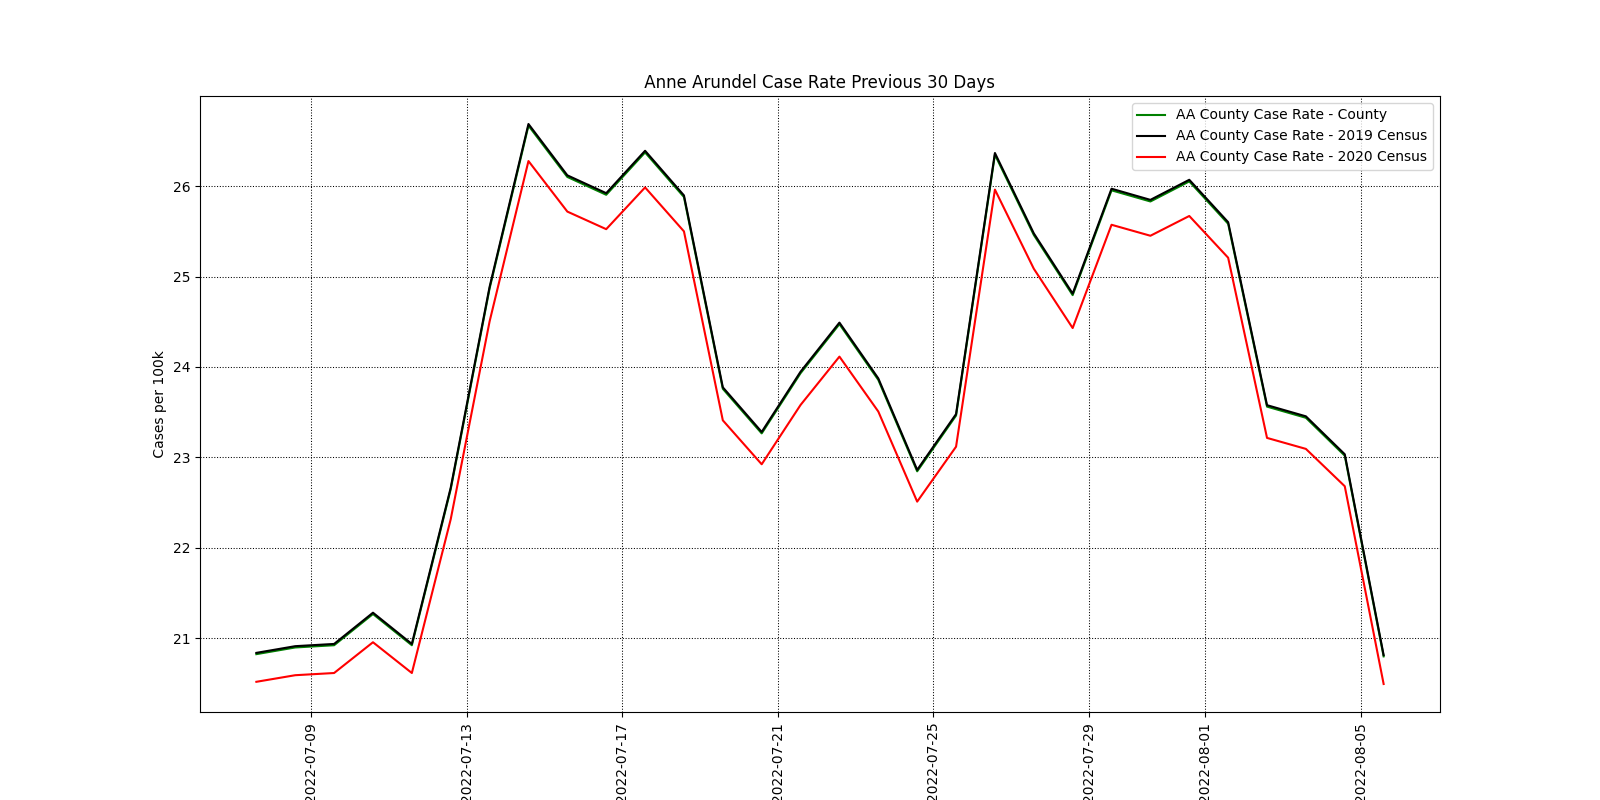 Anne Arundel Case Rate Previous 30 Days
AA County Case Rate - County
AA County Case Rate - 2019 Census
AA County Case Rate - 2020 Census
Cases per 100k
26
25
24
23
22
21
2022-07-09
2022-07-13
2022-07-17
2022-07-21
2022-07-25
2022-07-29
2022-08-01
2022-08-05